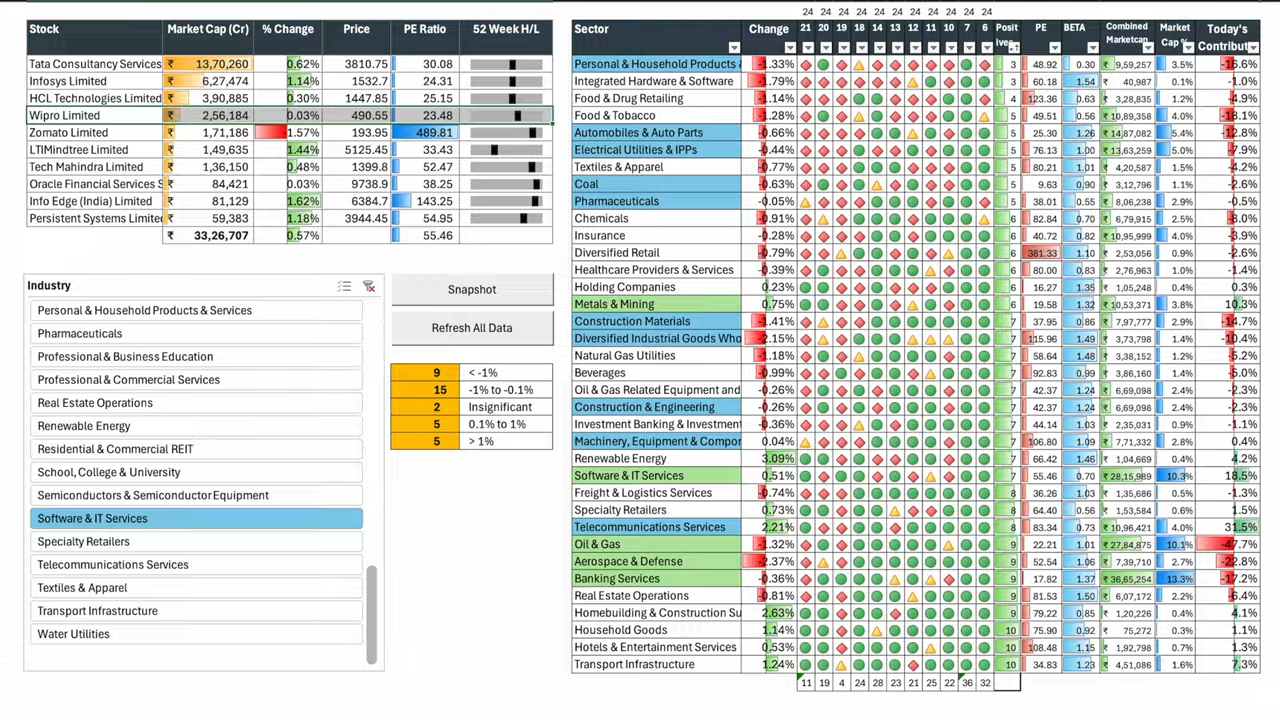 Stock Market Cap (Cr) % Change Price PE Ratio 52 Week H/L
Tata Consultancy Services ₹ 13,70,260 0.62% 3810.75 30.08
Infosys Limited ₹ 6,27,474 1.14% 1532.7 24.31
HCL Technologies Limited ₹ 3,90,885 0.30% 1447.85 25.15
Wipro Limited ₹ 2,56,184 0.03% 490.55 23.48
Zomato Limited ₹ 1,71,186 1.57% 193.95 489.81
LTIMindtree Limited ₹ 1,49,635 1.44% 5125.45 33.43
Tech Mahindra Limited ₹ 1,36,150 0.48% 1399.8 52.47
Oracle Financial Services S ₹ 84,421 0.03% 9738.9 38.25
Info Edge (India) Limited ₹ 81,129 1.62% 6384.7 143.25
Persistent Systems Limited ₹ 59,383 1.18% 3944.45 54.95
₹ 33,26,707 0.57% 55.46
Industry
Personal & Household Products & Services
Pharmaceuticals
Professional & Business Education
Professional & Commercial Services
Real Estate Operations
Renewable Energy
Residential & Commercial REIT
School, College & University
Semiconductors & Semiconductor Equipment
Software & IT Services
Specialty Retailers
Telecommunications Services
Textiles & Apparel
Transport Infrastructure
Water Utilities
Snapshot
Refresh All Data
9 < -1%
15 -1% to -0.1%
2 Insignificant
5 0.1% to 1%
5 > 1%
24 24 24 24 24 24 24 24 24 24 24
Sector Change 21 20 19 18 14 13 12 11 10 7 6 Posit ive PE BETA Combined Marketcap Market Cap % Today's Contribut
Personal & Household Products & -1.33% 3 48.92 0.30 ₹ 9,59,257 3.5% -16.6%
Integrated Hardware & Software -1.79% 3 60.18 1.54 ₹ 40,987 0.1% -1.0%
Food & Drug Retailing -1.14% 4 123.36 0.63 ₹ 3,28,835 1.2% -4.9%
Food & Tobacco -1.28% 5 49.51 0.56 ₹ 10,89,358 4.0% -18.1%
Automobiles & Auto Parts -0.66% 5 25.30 1.26 ₹ 14,87,082 5.4% -12.8%
Electrical Utilities & IPPs -0.44% 5 76.13 1.00 ₹ 13,63,259 5.0% -7.9%
Textiles & Apparel -0.77% 5 80.21 1.01 ₹ 4,20,587 1.5% -4.2%
Coal -0.63% 5 9.63 0.90 ₹ 3,12,796 1.1% -2.6%
Pharmaceuticals -0.05% 5 38.01 0.55 ₹ 8,06,238 2.9% -0.5%
Chemicals -0.91% 6 82.84 0.70 ₹ 6,79,915 2.5% -8.0%
Insurance -0.28% 6 40.72 0.82 ₹ 10,95,999 4.0% -3.9%
Diversified Retail -0.79% 6 381.33 1.10 ₹ 2,53,056 0.9% -2.6%
Healthcare Providers & Services -0.39% 6 80.00 0.83 ₹ 2,76,963 1.0% -1.4%
Holding Companies 0.23% 6 16.27 1.35 ₹ 1,05,248 0.4% 0.3%
Metals & Mining 0.75% 6 19.58 1.32 ₹ 10,53,371 3.8% 10.3%
Construction Materials -1.41% 7 37.95 0.86 ₹ 7,97,777 2.9% -14.7%
Diversified Industrial Goods Who -2.15% 7 115.96 1.49 ₹ 3,73,798 1.4% -10.4%
Natural Gas Utilities -1.18% 7 58.64 1.48 ₹ 3,38,152 1.2% -5.2%
Beverages -0.99% 7 92.83 0.99 ₹ 3,86,160 1.4% -5.0%
Oil & Gas Related Equipment and -0.26% 7 42.37 1.24 ₹ 6,69,098 2.4% -2.3%
Construction & Engineering -0.26% 7 42.37 1.24 ₹ 6,69,098 2.4% -2.3%
Investment Banking & Investment -0.36% 7 44.14 1.03 ₹ 2,35,031 0.9% -1.1%
Machinery, Equipment & Compor 0.04% 7 106.80 1.09 ₹ 7,71,332 2.8% 0.4%
Renewable Energy 3.09% 7 66.42 1.46 ₹ 1,04,669 0.4% 4.2%
Software & IT Services 0.51% 7 55.46 0.70 ₹ 28,15,989 10.3% 18.5%
Freight & Logistics Services -0.74% 8 36.26 1.03 ₹ 1,35,686 0.5% -1.3%
Specialty Retailers 0.73% 8 64.40 0.56 ₹ 1,53,584 0.6% 1.5%
Telecommunications Services 2.21% 8 83.34 0.73 ₹ 10,96,421 4.0% 31.5%
Oil & Gas -1.32% 9 22.21 1.01 ₹ 27,84,875 10.1% -47.7%
Aerospace & Defense -2.37% 9 52.54 1.06 ₹ 7,39,710 2.7% -22.8%
Banking Services -0.36% 9 17.82 1.37 ₹ 36,65,254 13.3% -17.2%
Real Estate Operations -0.81% 9 81.53 1.50 ₹ 6,07,172 2.2% -6.4%
Homebuilding & Construction Su 2.63% 9 79.22 0.85 ₹ 1,20,226 0.4% 4.1%
Household Goods 1.14% 10 75.90 0.92 ₹ 75,272 0.3% 1.1%
Hotels & Entertainment Services 0.53% 10 108.48 1.15 ₹ 1,92,798 0.7% 1.3%
Transport Infrastructure 1.24% 10 34.83 1.23 ₹ 4,51,086 1.6% 7.3%
11 19 4 24 28 23 21 25 22 36 32